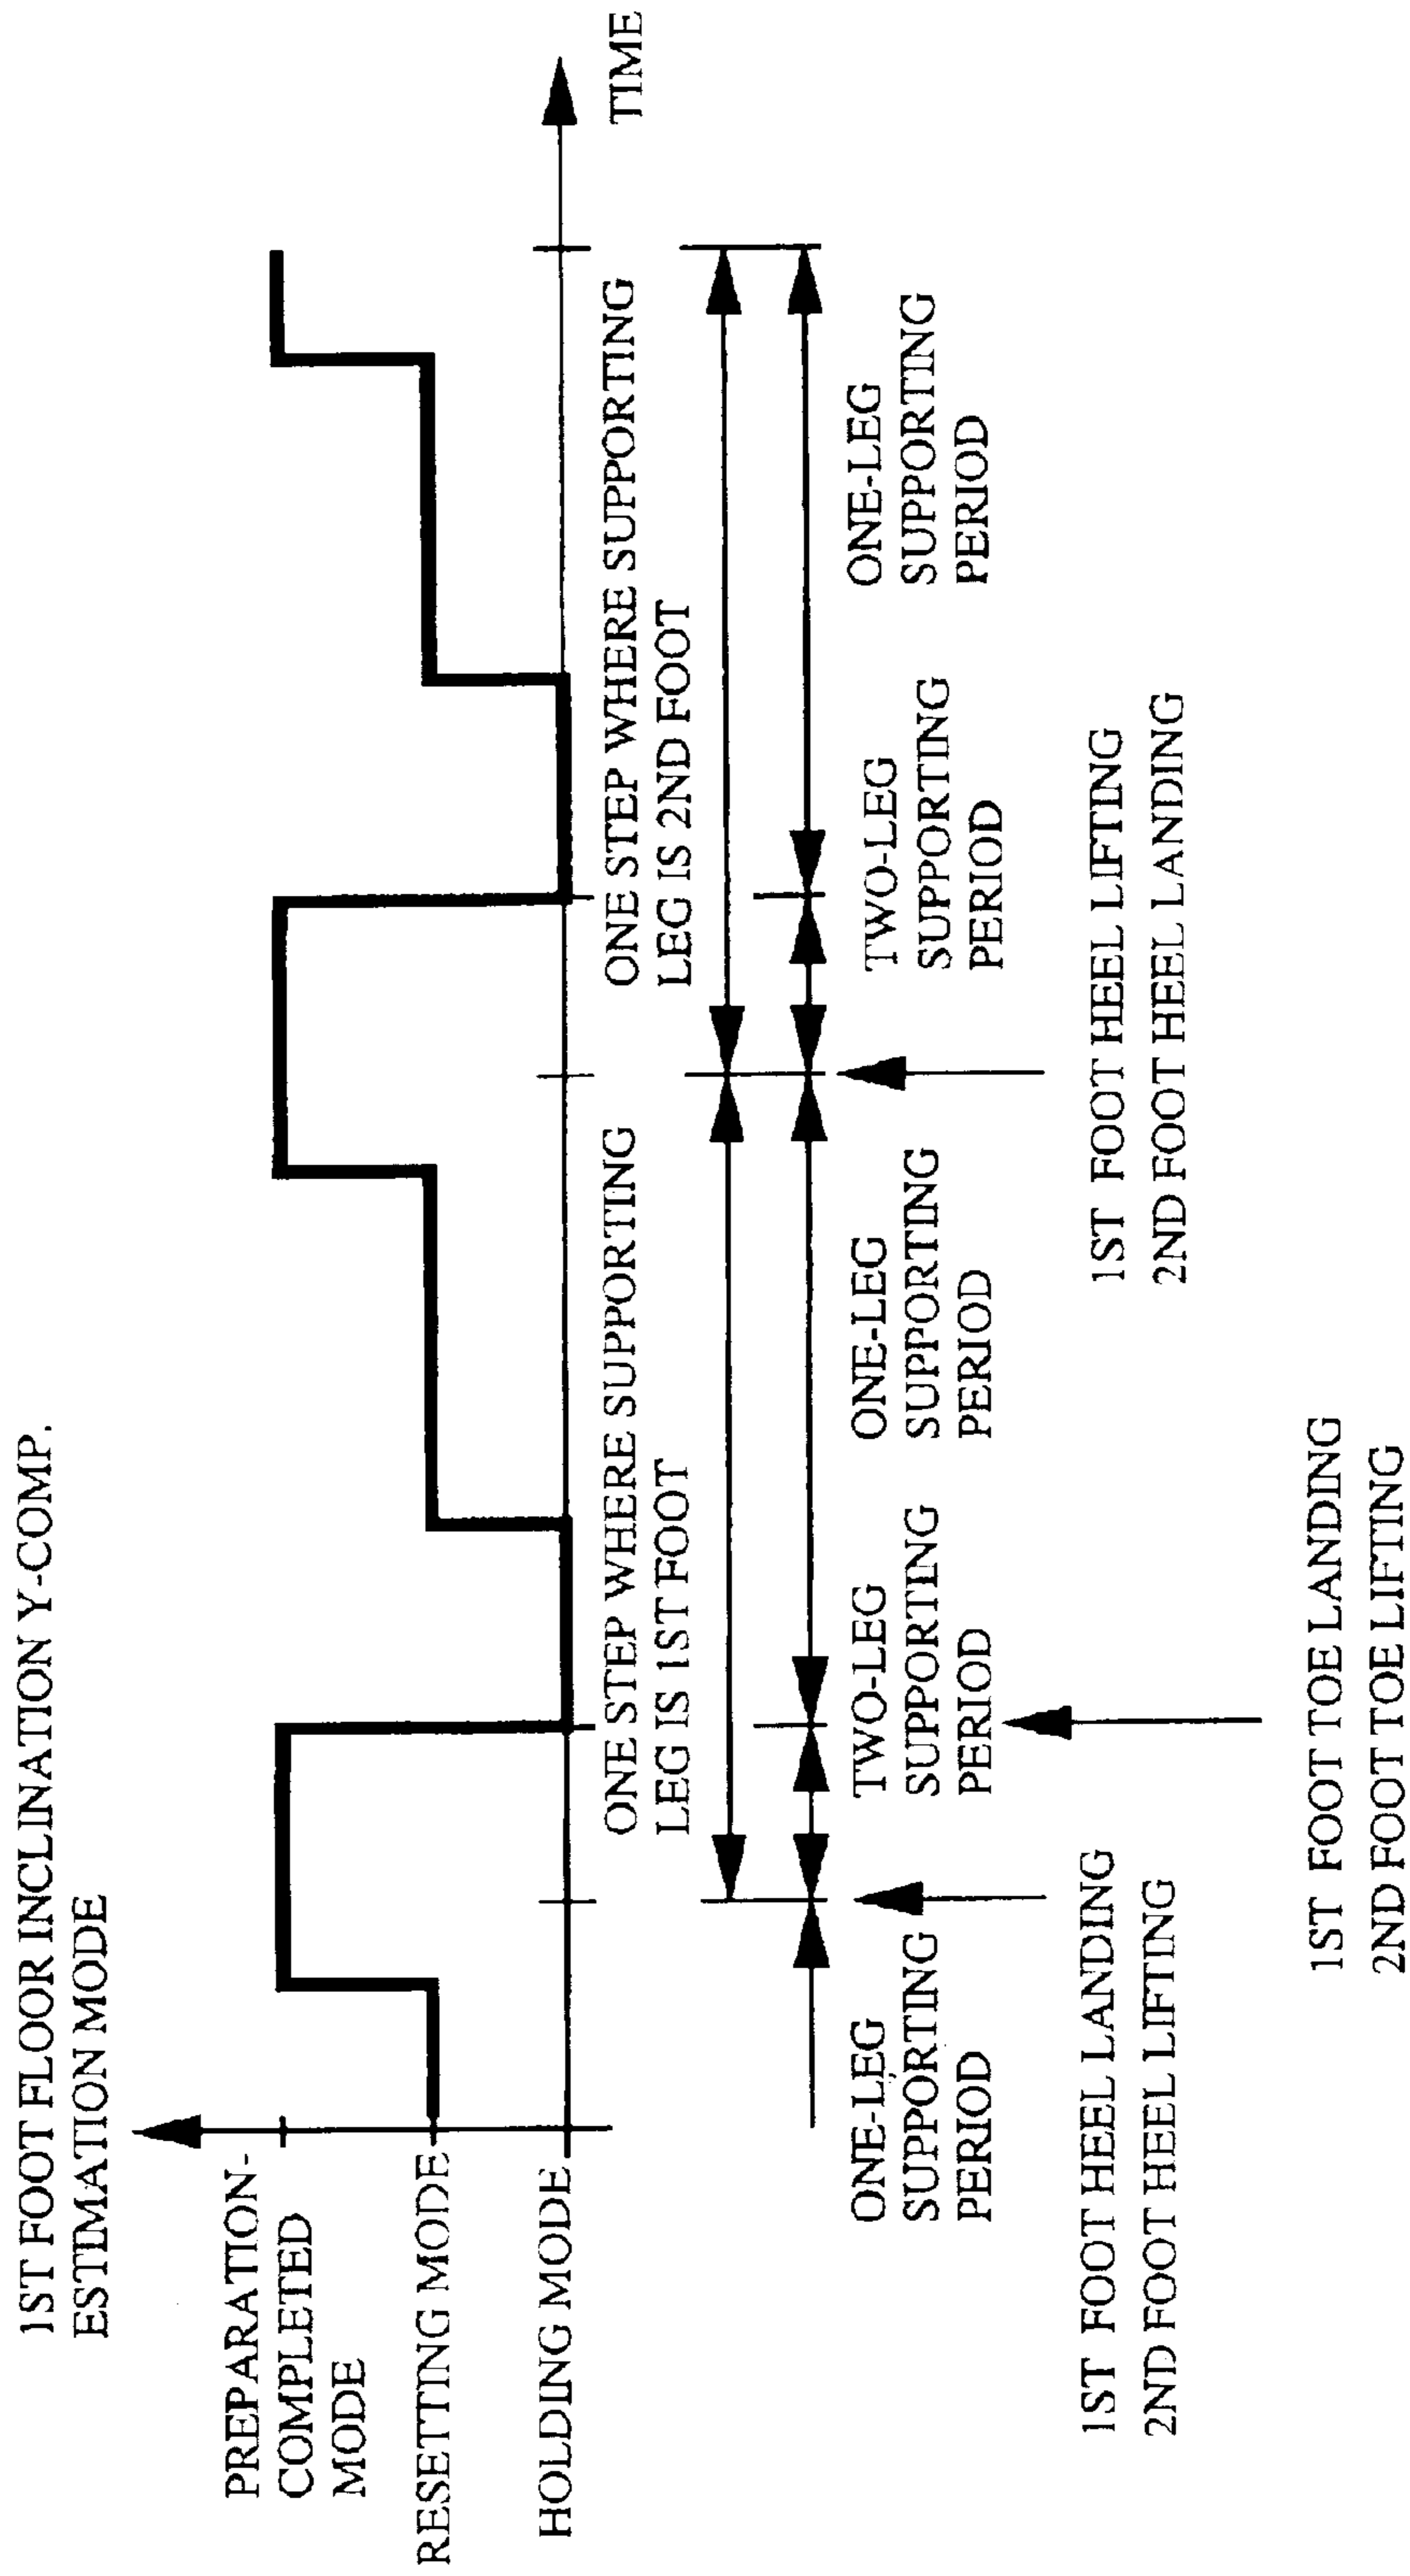 1ST FOOT FLOOR INCLINATION Y-COMP.
ESTIMATION MODE
PREPARATION-
COMPLETED
MODE
RESETTING MODE
HOLDING MODE
TIME
ONE STEP WHERE SUPPORTING
LEG IS 1ST FOOT
ONE STEP WHERE SUPPORTING
LEG IS 2ND FOOT
ONE-LEG
SUPPORTING
PERIOD
TWO-LEG
SUPPORTING
PERIOD
ONE-LEG
SUPPORTING
PERIOD
TWO-LEG
SUPPORTING
PERIOD
ONE-LEG
SUPPORTING
PERIOD
1ST FOOT HEEL LANDING
2ND FOOT HEEL LIFTING
1ST FOOT HEEL LIFTING
2ND FOOT HEEL LANDING
1ST FOOT TOE LANDING
2ND FOOT TOE LIFTING